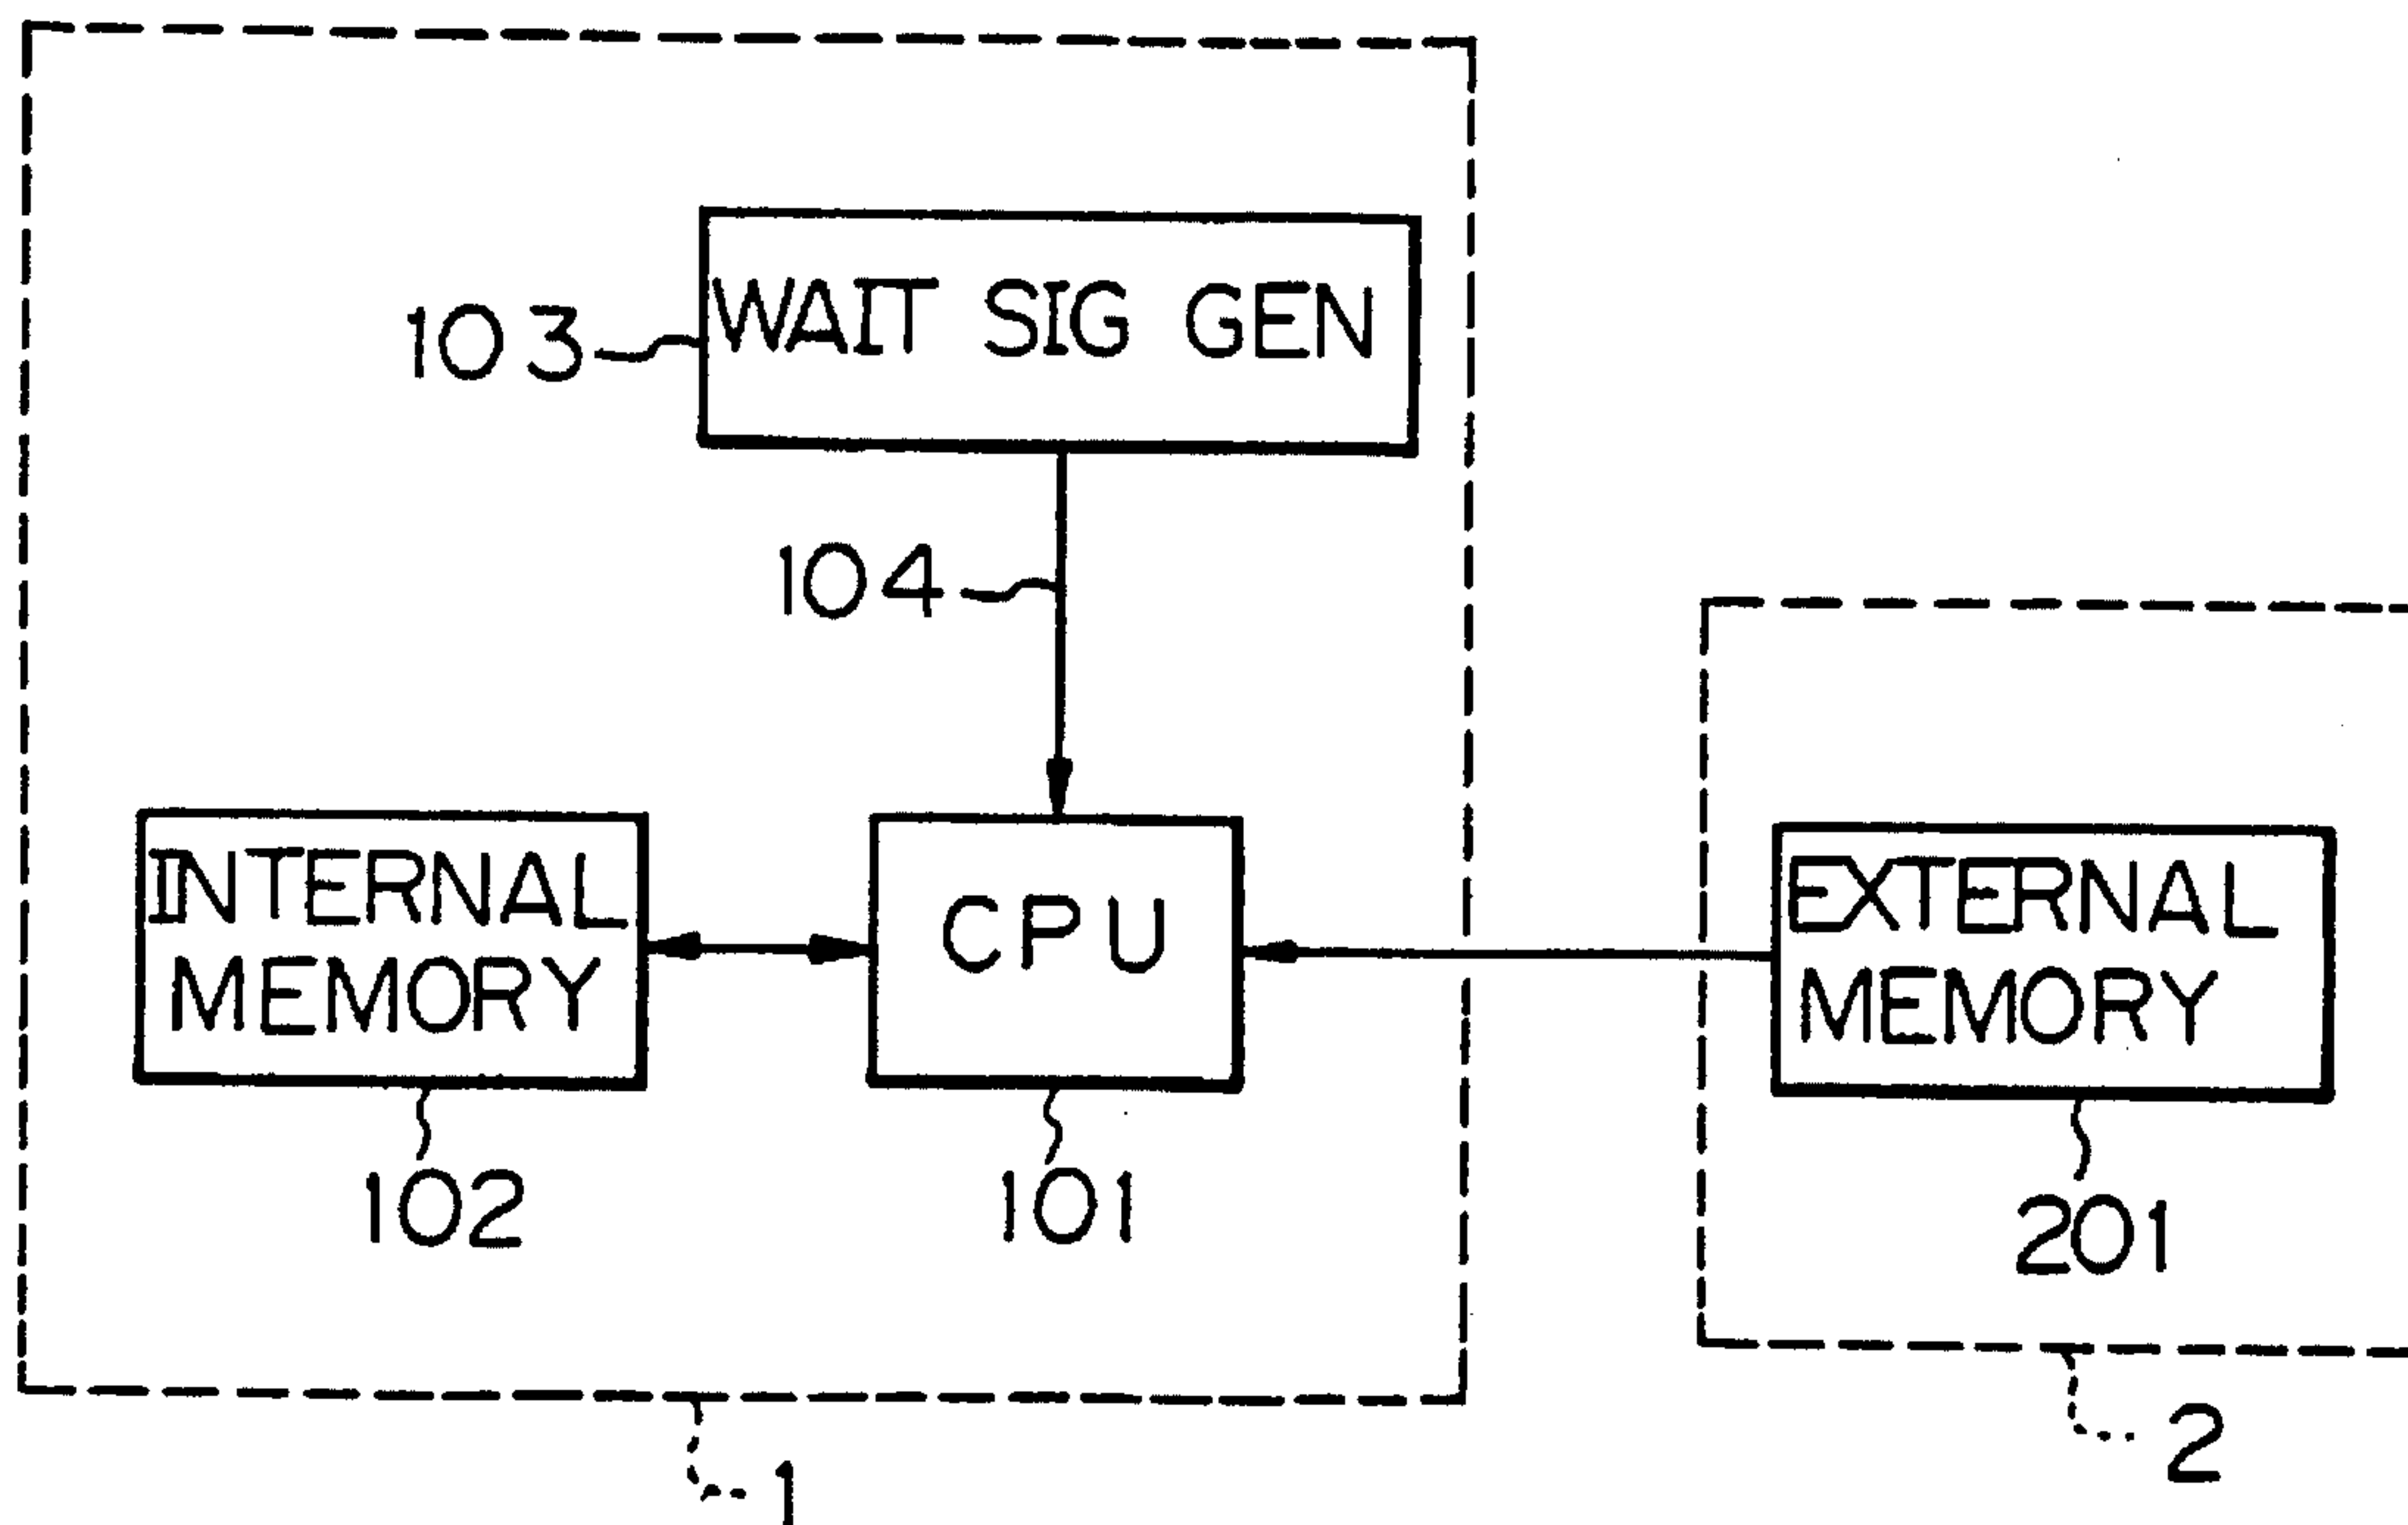 WAIT SIG GEN
103
104
INTERNAL
MEMORY
CPU
EXTERNAL
MEMORY
102
101
201
1
2